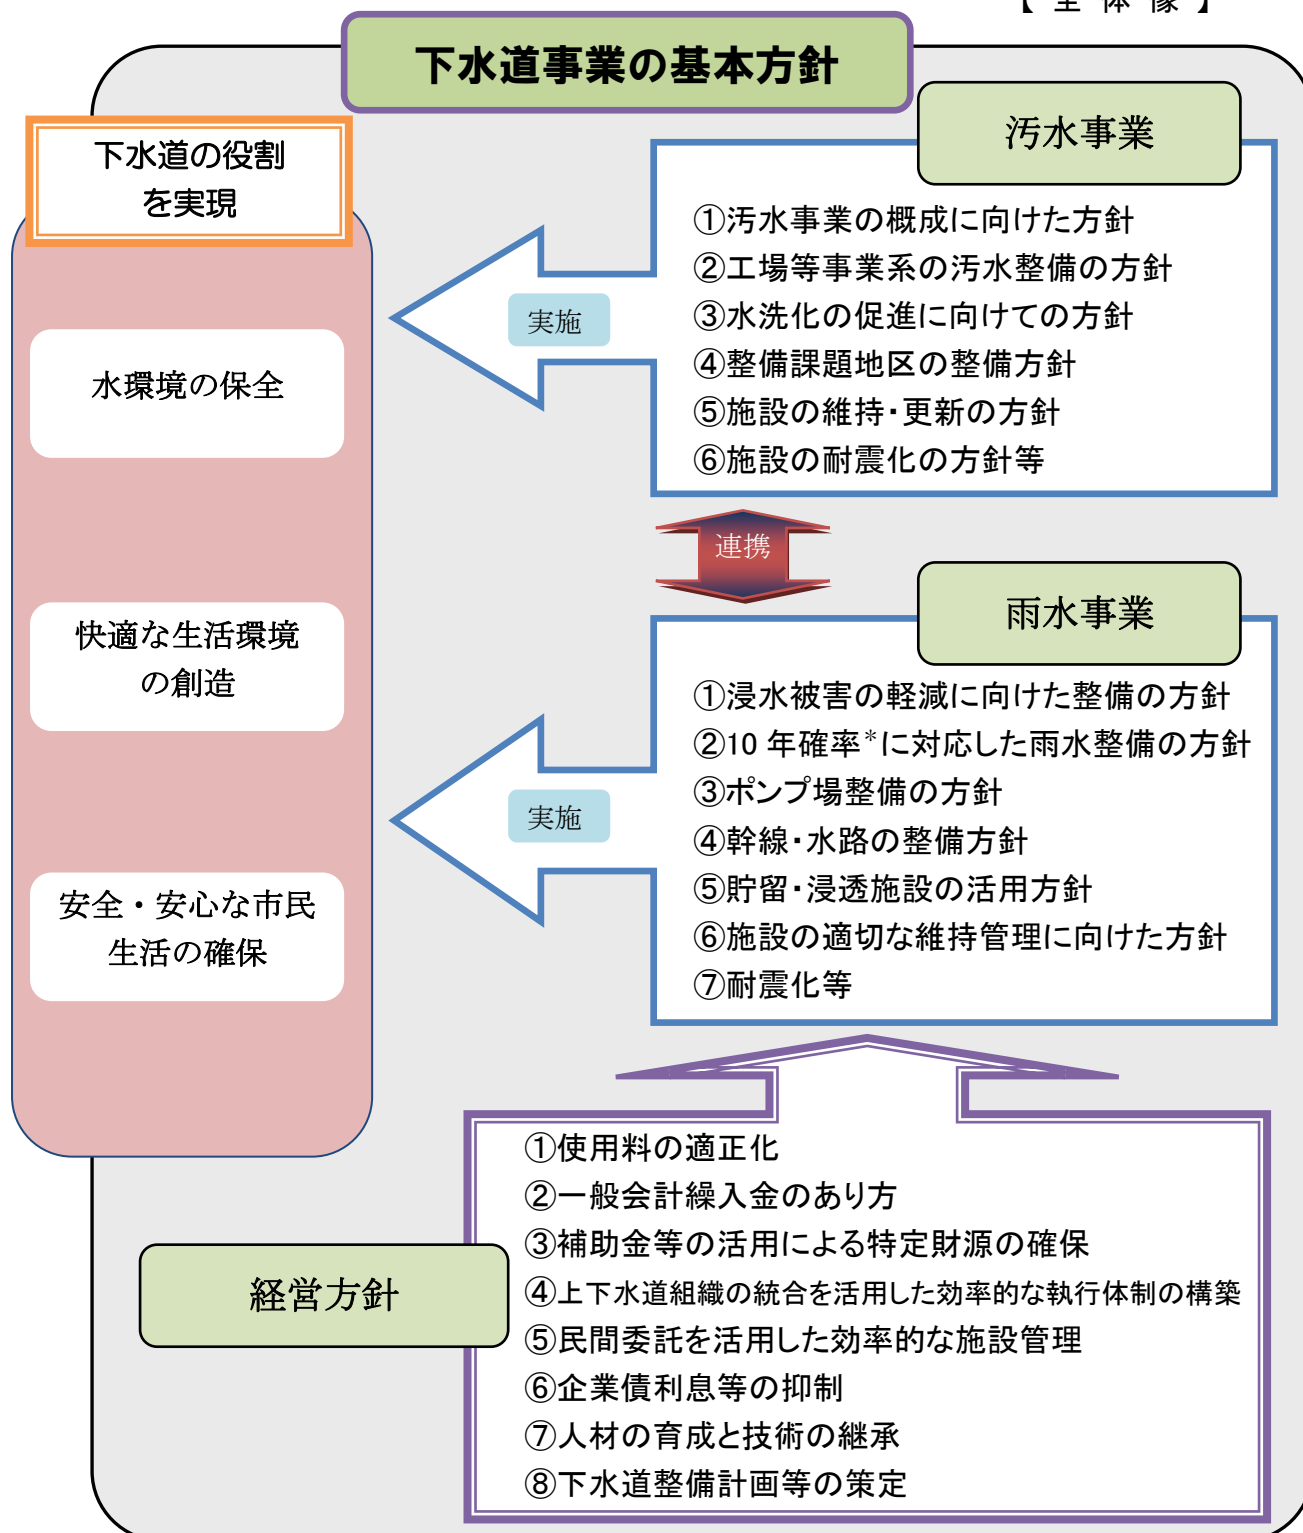 【 全 体 像 】
下水道事業の基本方針
下水道の役割
を実現
水環境の保全
快適な生活環境
の創造
安全・安心な市民
生活の確保
汚水事業
①汚水事業の概成に向けた方針
②工場等事業系の汚水整備の方針
③水洗化の促進に向けての方針
④整備課題地区の整備方針
⑤施設の維持・更新の方針
⑥施設の耐震化の方針等
実施
連携
雨水事業
①浸水被害の軽減に向けた整備の方針
②10 年確率*に対応した雨水整備の方針
③ポンプ場整備の方針
④幹線・水路の整備方針
⑤貯留・浸透施設の活用方針
⑥施設の適切な維持管理に向けた方針
⑦耐震化等
実施
経営方針
①使用料の適正化
②一般会計繰入金のあり方
③補助金等の活用による特定財源の確保
④上下水道組織の統合を活用した効率的な執行体制の構築
⑤民間委託を活用した効率的な施設管理
⑥企業債利息等の抑制
⑦人材の育成と技術の継承
⑧下水道整備計画等の策定